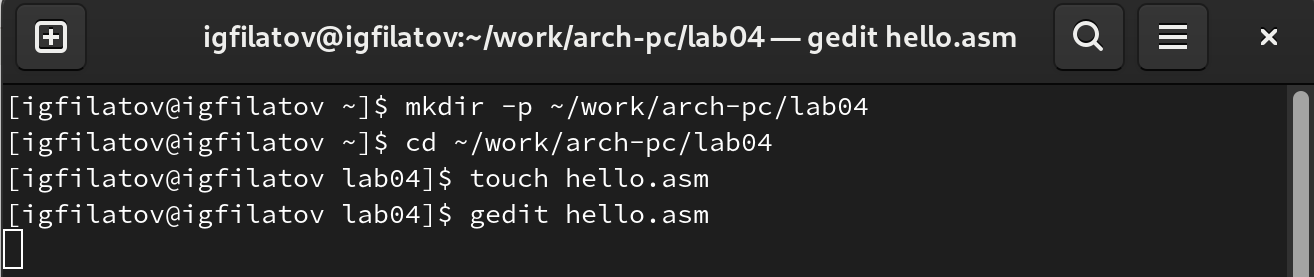 igfilatov@igfilatov:~/work/arch-pc/lab04 — gedit hello.asm
[igfilatov@igfilatov ~]$ mkdir -p ~/work/arch-pc/lab04
[igfilatov@igfilatov ~]$ cd ~/work/arch-pc/lab04
[igfilatov@igfilatov lab04]$ touch hello.asm
[igfilatov@igfilatov lab04]$ gedit hello.asm